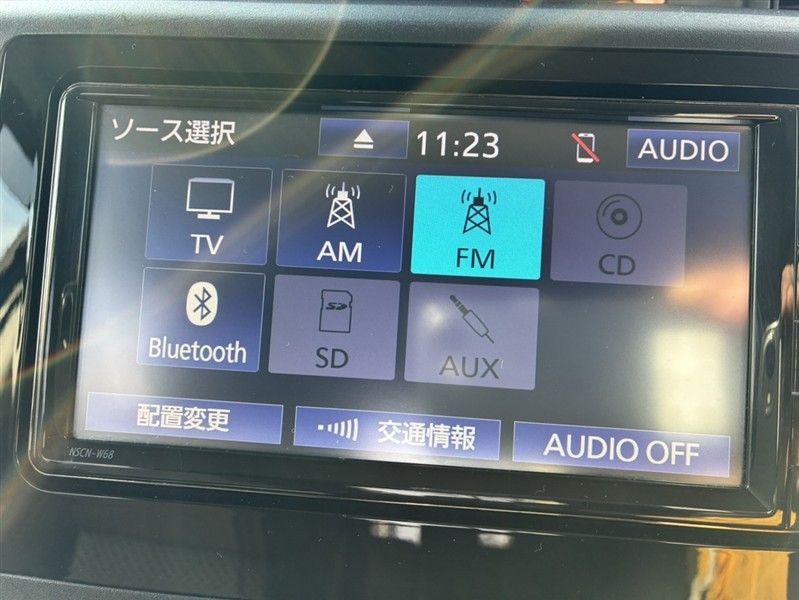 ソース選択 11:23 AUDIO
TV AM FM CD
Bluetooth SD AUX
配置変更 交通情報 AUDIO OFF
NSCN-W68